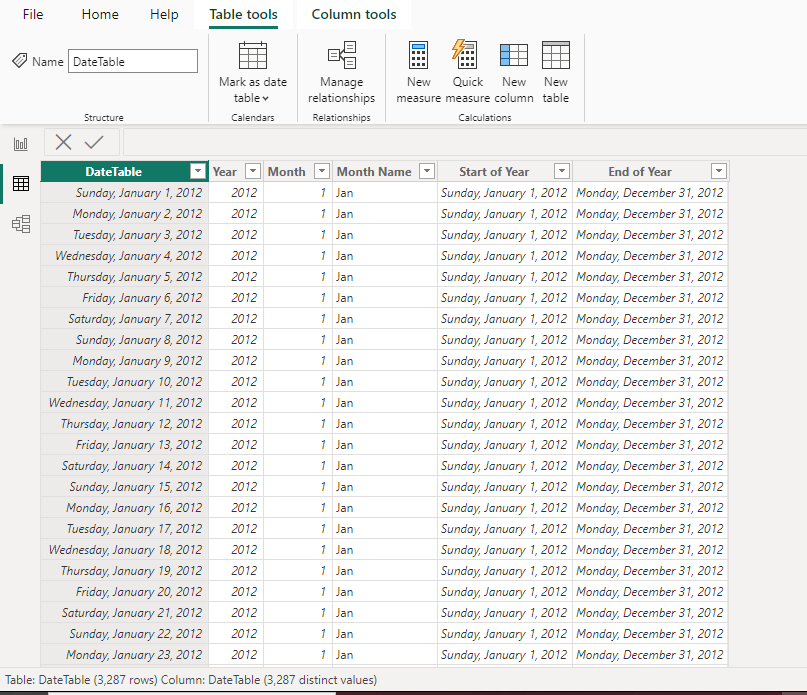 File Home Help Table tools Column tools
Name DateTable
Mark as date table
Manage relationships
New measure
Quick measure
New column
New table
Structure Calendars Relationships Calculations
DateTable Year Month Month Name Start of Year End of Year
Sunday, January 1, 2012 2012 1 Jan Sunday, January 1, 2012 Monday, December 31, 2012
Monday, January 2, 2012 2012 1 Jan Sunday, January 1, 2012 Monday, December 31, 2012
Tuesday, January 3, 2012 2012 1 Jan Sunday, January 1, 2012 Monday, December 31, 2012
Wednesday, January 4, 2012 2012 1 Jan Sunday, January 1, 2012 Monday, December 31, 2012
Thursday, January 5, 2012 2012 1 Jan Sunday, January 1, 2012 Monday, December 31, 2012
Friday, January 6, 2012 2012 1 Jan Sunday, January 1, 2012 Monday, December 31, 2012
Saturday, January 7, 2012 2012 1 Jan Sunday, January 1, 2012 Monday, December 31, 2012
Sunday, January 8, 2012 2012 1 Jan Sunday, January 1, 2012 Monday, December 31, 2012
Monday, January 9, 2012 2012 1 Jan Sunday, January 1, 2012 Monday, December 31, 2012
Tuesday, January 10, 2012 2012 1 Jan Sunday, January 1, 2012 Monday, December 31, 2012
Wednesday, January 11, 2012 2012 1 Jan Sunday, January 1, 2012 Monday, December 31, 2012
Thursday, January 12, 2012 2012 1 Jan Sunday, January 1, 2012 Monday, December 31, 2012
Friday, January 13, 2012 2012 1 Jan Sunday, January 1, 2012 Monday, December 31, 2012
Saturday, January 14, 2012 2012 1 Jan Sunday, January 1, 2012 Monday, December 31, 2012
Sunday, January 15, 2012 2012 1 Jan Sunday, January 1, 2012 Monday, December 31, 2012
Monday, January 16, 2012 2012 1 Jan Sunday, January 1, 2012 Monday, December 31, 2012
Tuesday, January 17, 2012 2012 1 Jan Sunday, January 1, 2012 Monday, December 31, 2012
Wednesday, January 18, 2012 2012 1 Jan Sunday, January 1, 2012 Monday, December 31, 2012
Thursday, January 19, 2012 2012 1 Jan Sunday, January 1, 2012 Monday, December 31, 2012
Friday, January 20, 2012 2012 1 Jan Sunday, January 1, 2012 Monday, December 31, 2012
Saturday, January 21, 2012 2012 1 Jan Sunday, January 1, 2012 Monday, December 31, 2012
Sunday, January 22, 2012 2012 1 Jan Sunday, January 1, 2012 Monday, December 31, 2012
Monday, January 23, 2012 2012 1 Jan Sunday, January 1, 2012 Monday, December 31, 2012
Table: DateTable (3,287 rows) Column: DateTable (3,287 distinct values)